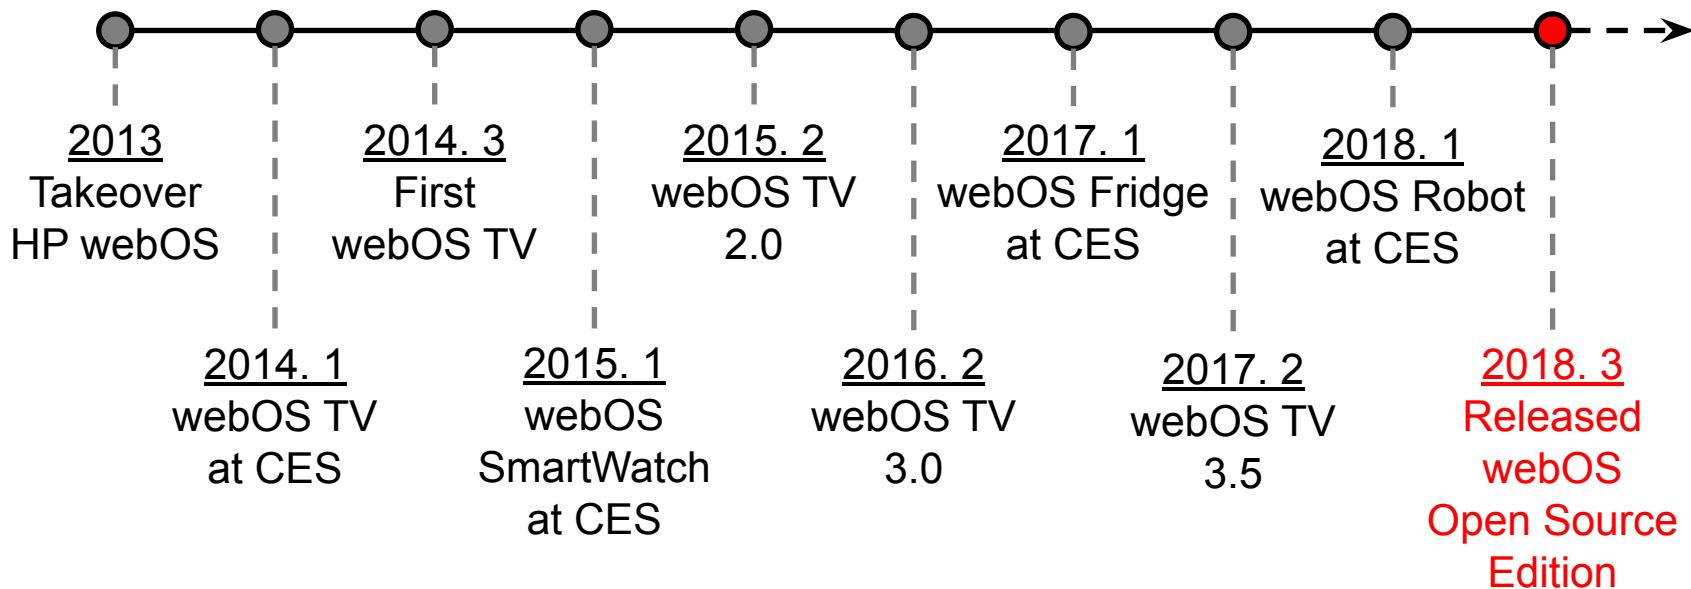 2013
Takeover
HP webOS
2014. 1
webOS TV
at CES
2014. 3
First
webOS TV
2015. 1
webOS
SmartWatch
at CES
2015. 2
webOS TV
2.0
2016. 2
webOS TV
3.0
2017. 1
webOS Fridge
at CES
2017. 2
webOS TV
3.5
2018. 1
webOS Robot
at CES
2018. 3
Released
webOS
Open Source
Edition